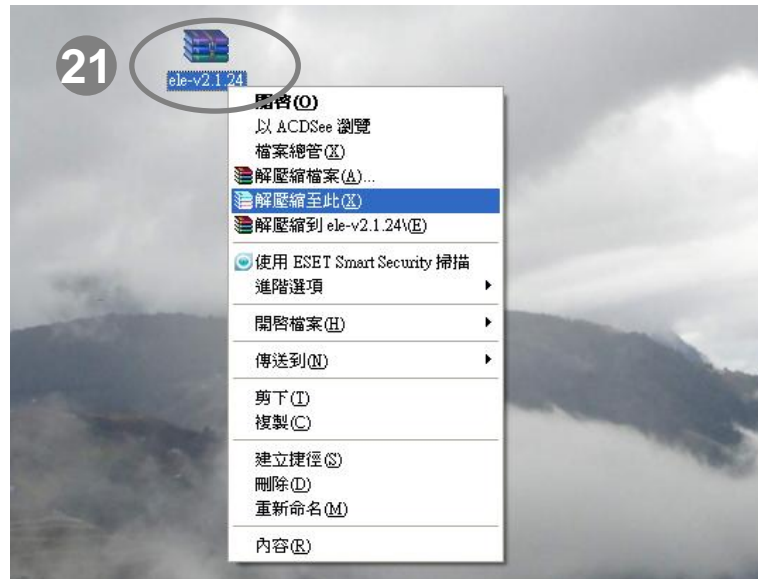 21
ele-v2.1.24
開啓(O)
以 ACDSee 瀏覽
檔案總管(X)
解壓縮檔案(A)...
解壓縮至此(X)
解壓縮到 ele-v2.1.24\(E)
使用 ESET Smart Security 掃描
進階選項
開啓檔案(H)
傳送到(N)
剪下(T)
複製(C)
建立捷徑(S)
刪除(D)
重新命名(M)
內容(R)